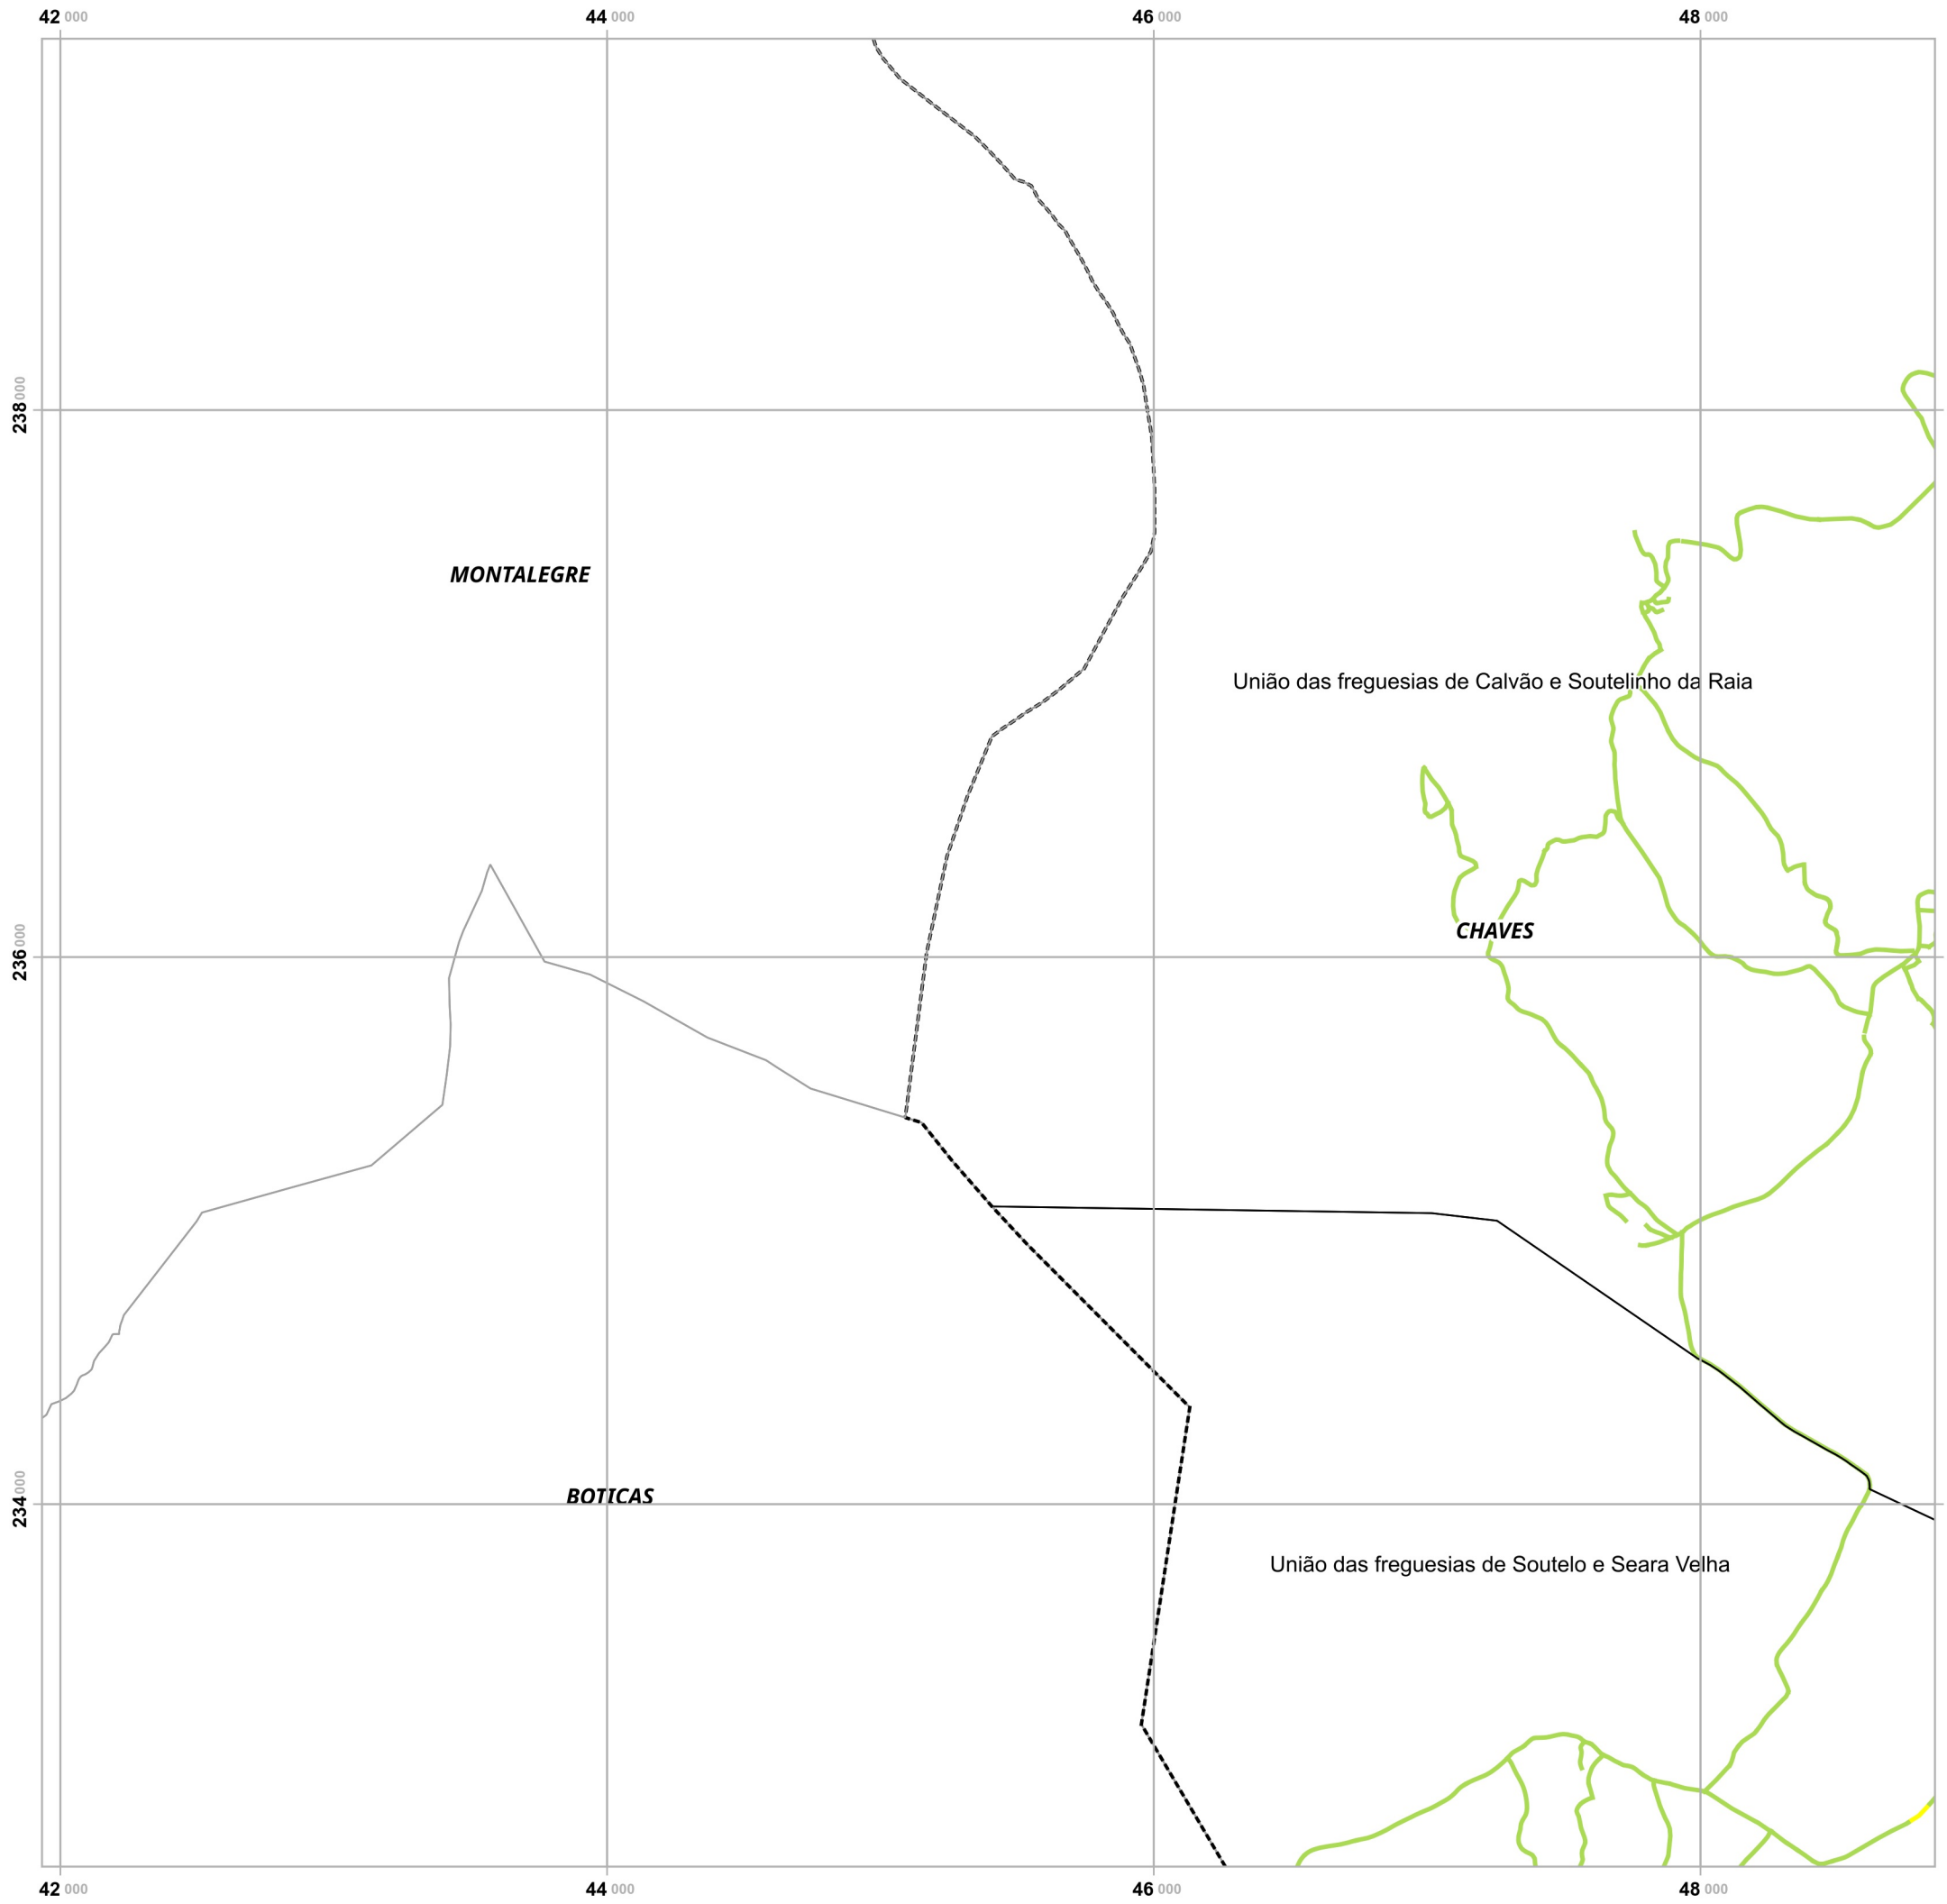 42 000 44 000 46 000 48 000
238 000
MONTALEGRE
União das freguesias de Calvão e Soutelinho da Raia
CHAVES
236 000
BOTICAS
234 000
União das freguesias de Soutelo e Seara Velha
42 000 44 000 46 000 48 000